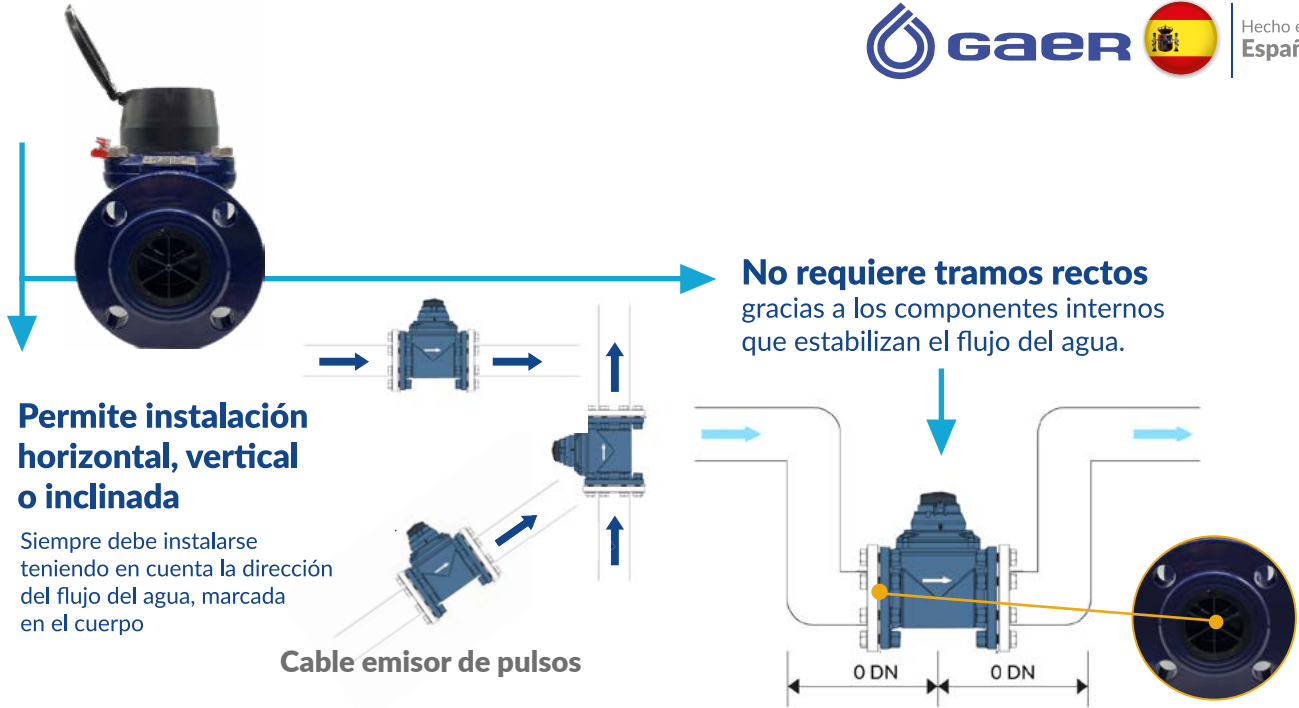 GaeR
Hecho e
Españ
No requiere tramos rectos
gracias a los componentes internos
que estabilizan el flujo del agua.
Permite instalación
horizontal, vertical
o inclinada
Siempre debe instalarse
teniendo en cuenta la dirección
del flujo del agua, marcada
en el cuerpo
Cable emisor de pulsos
0 DN
0 DN